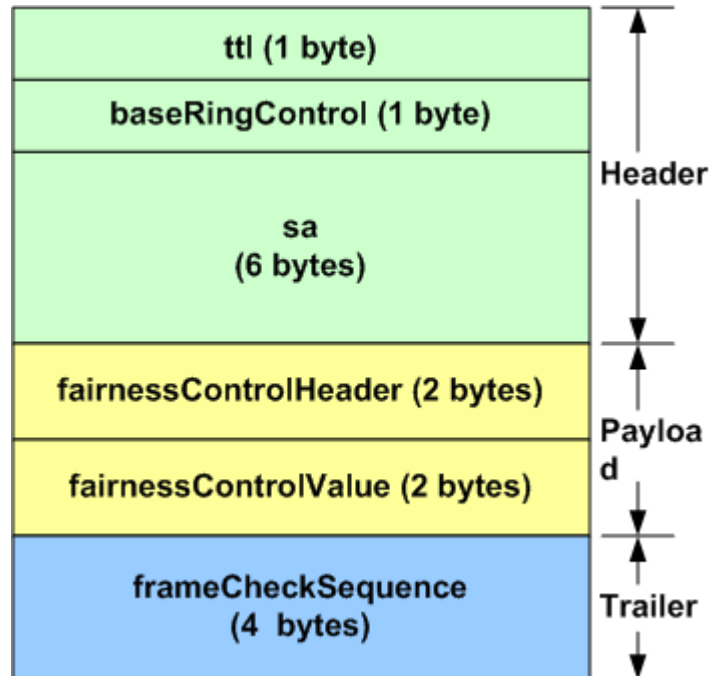 ttl (1 byte)
baseRingControl (1 byte)
Header
sa
(6 bytes)
fairnessControlHeader (2 bytes)
Payloa
d
fairnessControlValue (2 bytes)
frameCheckSequence
(4 bytes)
Trailer